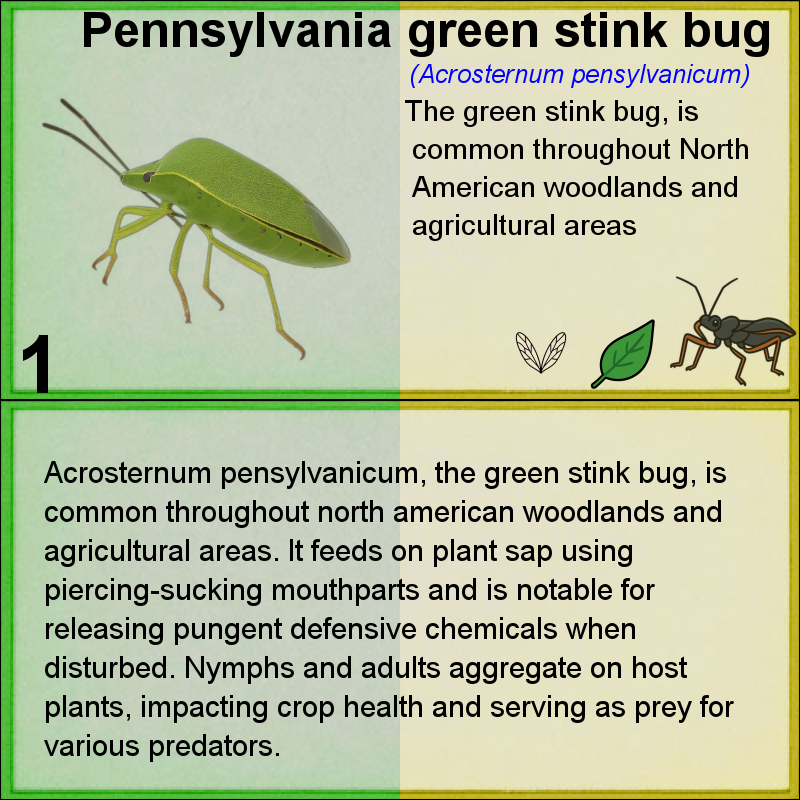 Pennsylvania green stink bug
(Acrosternum pensylvanicum)
The green stink bug, is
common throughout North
American woodlands and
agricultural areas
1
Acrosternum pensylvanicum, the green stink bug, is
common throughout north american woodlands and
agricultural areas. It feeds on plant sap using
piercing-sucking mouthparts and is notable for
releasing pungent defensive chemicals when
disturbed. Nymphs and adults aggregate on host
plants, impacting crop health and serving as prey for
various predators.